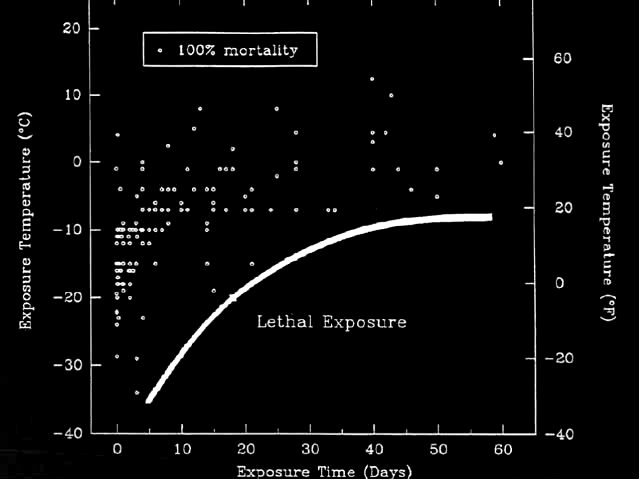 100% mortality
20
10
0
−10
−20
−30
−40
Exposure Temperature (°C)
60
40
20
0
−20
−40
Exposure Temperature (°F)
Lethal Exposure
0 10 20 30 40 50 60
Exposure Time (Days)